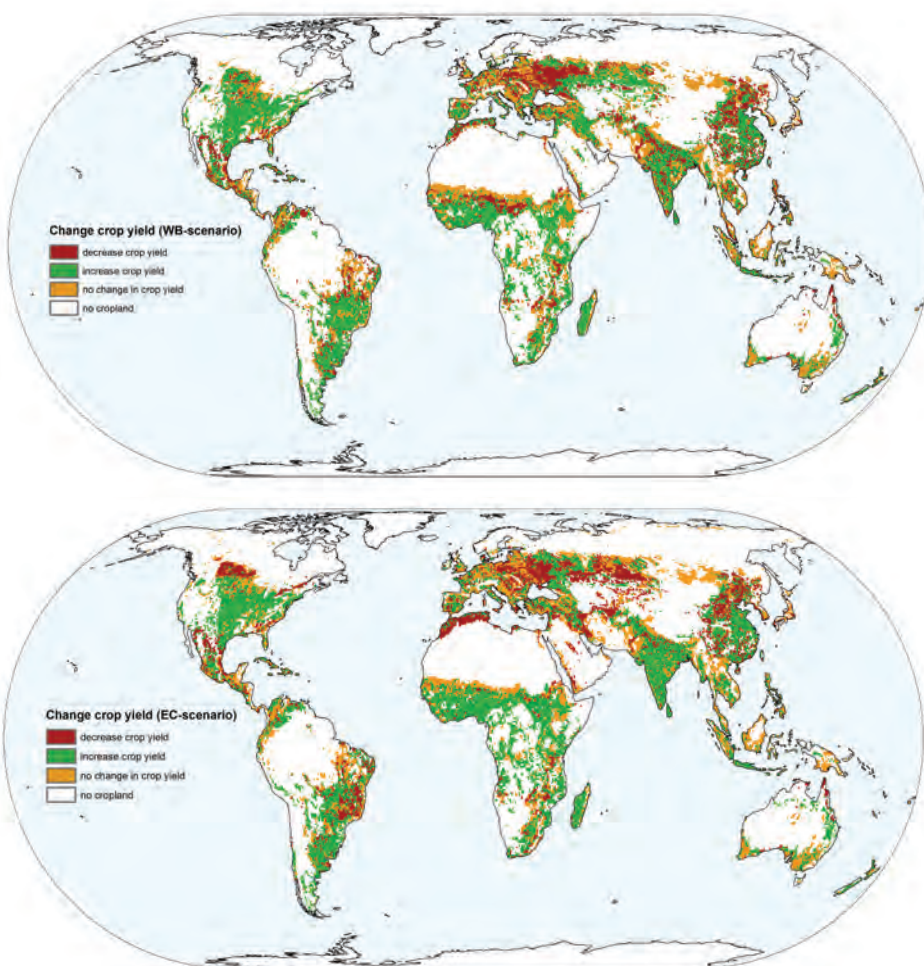 Change crop yield (WB-scenario)
decrease crop yield
increase crop yield
no change in crop yield
no cropland
Change crop yield (EC-scenario)
decrease crop yield
increase crop yield
no change in crop yield
no cropland